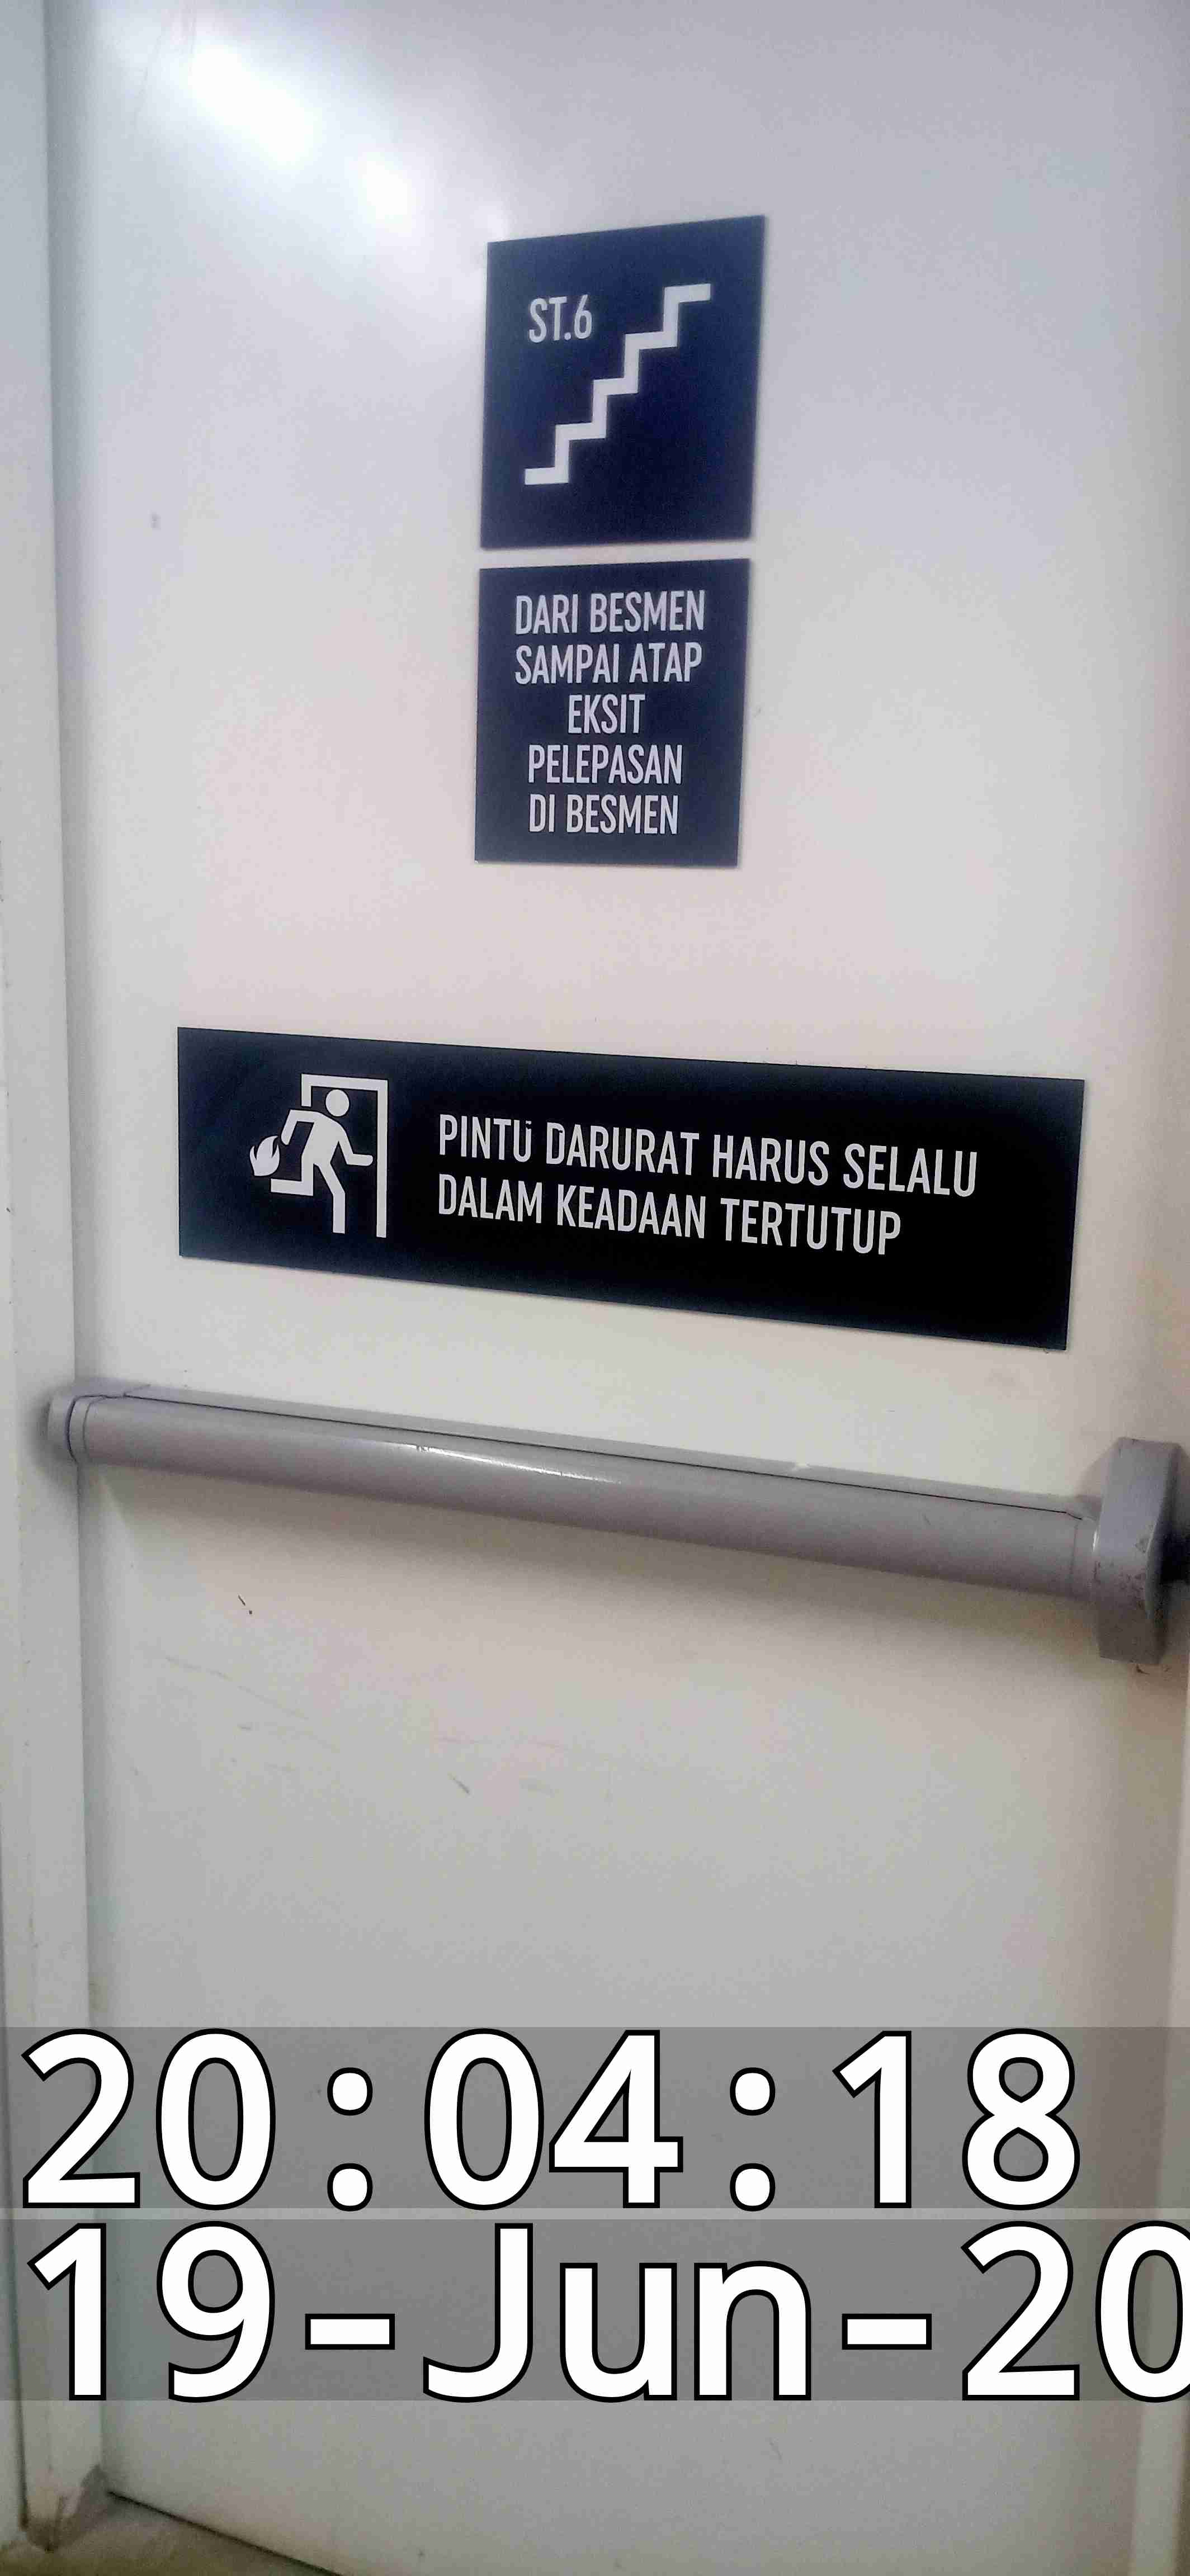 ST.6
DARI BESMEN
SAMPAI ATAP
EKSIT
PELEPASAN
DI BESMEN
PINTU DARURAT HARUS SELALU
DALAM KEADAAN TERTUTUP
20:04:18
19-Jun-20